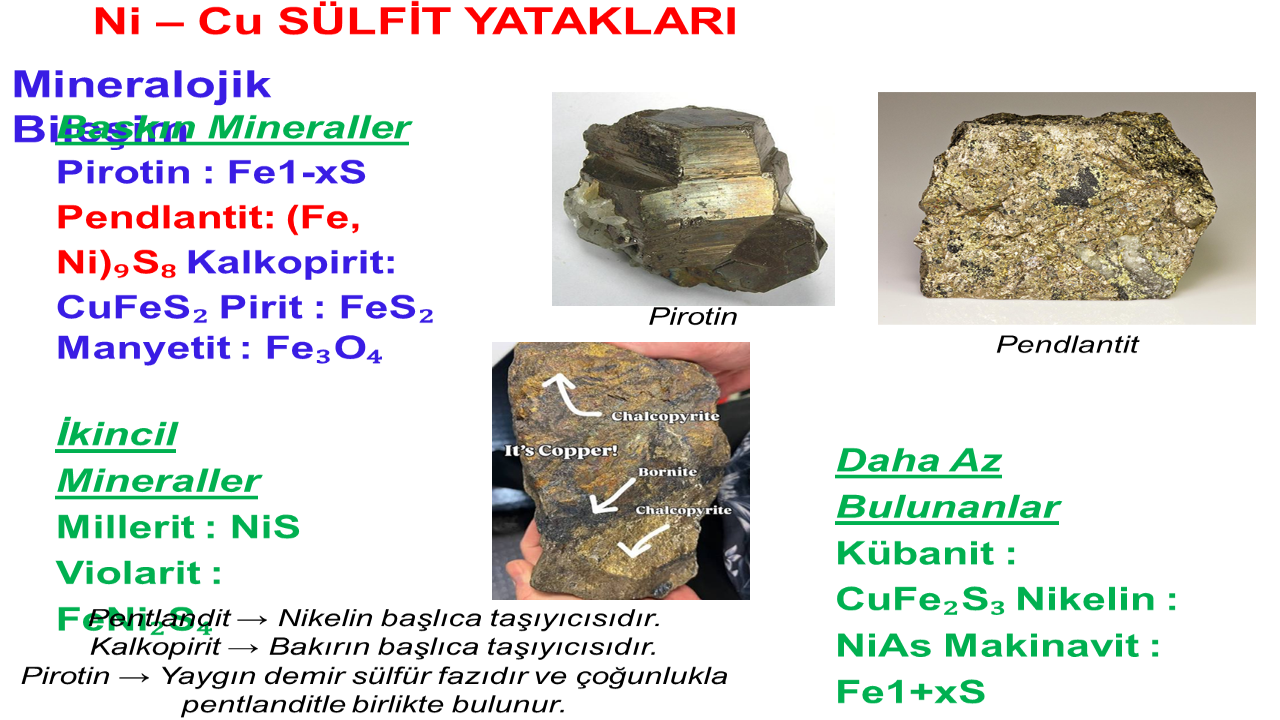 Ni – Cu SÜLFİT YATAKLARI
Mineralojik
Bileşim
Başkın Mineraller
Pirotin : Fe1-xS
Pendlantit: (Fe,
Ni)₉S₈ Kalkopirit:
CuFeS₂ Pirit : FeS₂
Manyetit : Fe₃O₄
Pirotin
Pendlantit
Chalcopyrite
It's Copper!
Bornite
Chalcopyrite
İkincil
Mineraller
Millerit : NiS
Violarit :
FeNi₂S₄
Pentlandit → Nikelin başlıca taşıyıcısıdır.
Kalkopirit → Bakırın başlıca taşıyıcısıdır.
Pirotin → Yaygın demir sülfür fazıdır ve çoğunlukla
pentlanditle birlikte bulunur.
Daha Az
Bulunanlar
Kübanit :
CuFe₂S₃ Nikelin :
NiAs Makinavit :
Fe1+xS